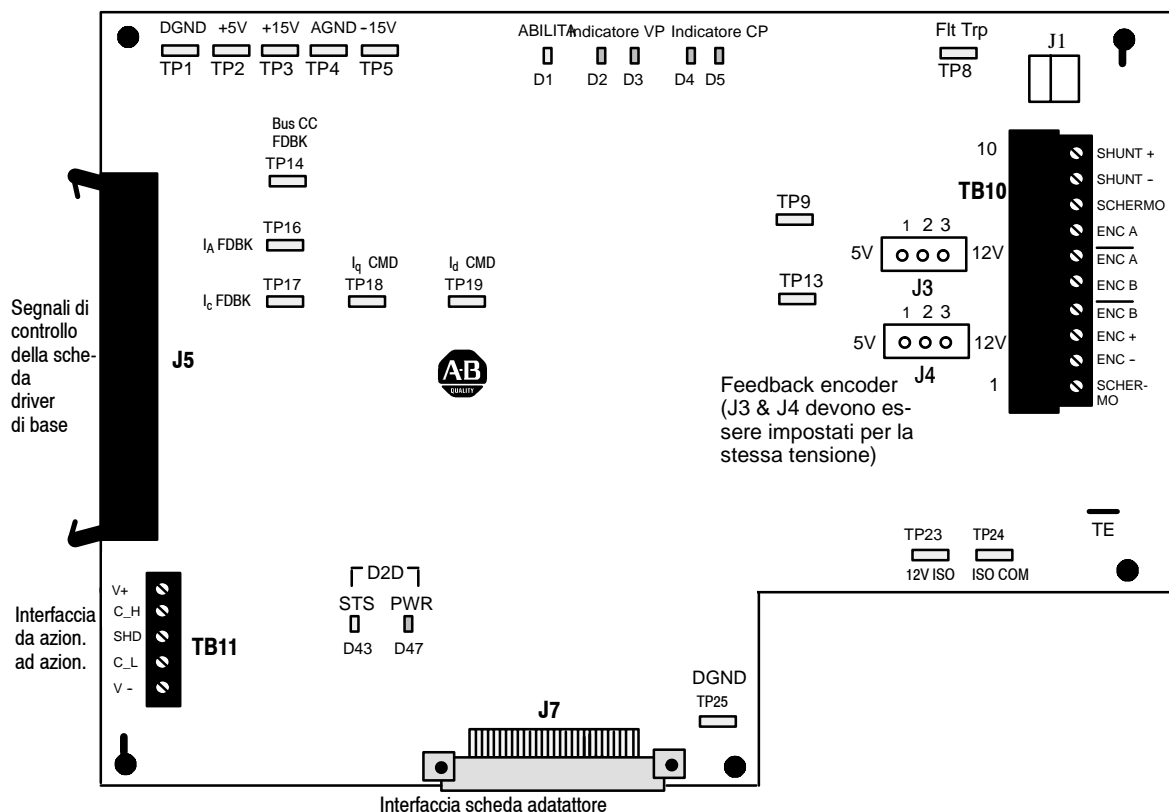 DGND +5V +15V AGND -15V
TP1 TP2 TP3 TP4 TP5
ABILITA Indicatore VP Indicatore CP
D1 D2 D3 D4 D5
Flt Trp
TP8
J1
Bus CC
FDBK
TP14
TP16
IA FDBK
TP17
Ic FDBK
Iq CMD
TP18
Id CMD
TP19
TP9
TP13
10
TB10
1
SHUNT +
SHUNT -
SCHERMO
ENC A
ENC A
ENC B
ENC B
ENC +
ENC -
SCHER-
MO
1 2 3
5V 12V
J3
1 2 3
5V 12V
J4
Feedback encoder
(J3 & J4 devono es-
sere impostati per la
stessa tensione)
Segnali di
controllo
della sche-
da
driver
di base
J5
A-B
QUALITY
TE
TP23 TP24
12V ISO ISO COM
D2D
STS PWR
D43 D47
Interfaccia
da azion.
ad azion.
V+
C_H
SHD
C_L
V -
TB11
DGND
TP25
J7
Interfaccia scheda adatattore